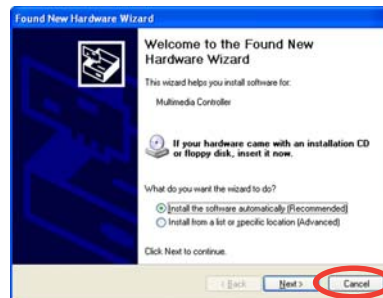 Found New Hardware Wizard
Welcome to the Found New
Hardware Wizard
This wizard helps you install software for:
Multimedia Controller
If your hardware came with an installation CD
or floppy disk, insert it now.
What do you want the wizard to do?
Install the software automatically (Recommended)
Install from a list or specific location (Advanced)
Click Next to continue.
< Back Next > Cancel